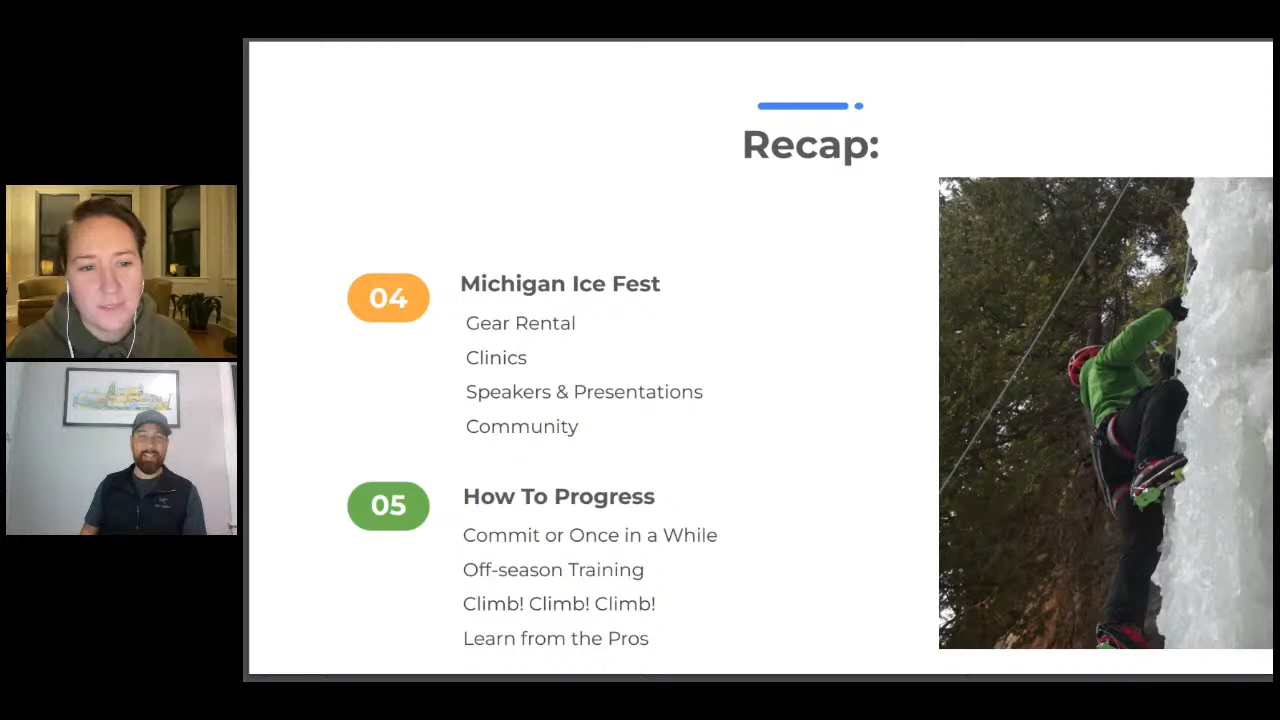 Recap:
04
Michigan Ice Fest
Gear Rental
Clinics
Speakers & Presentations
Community
05
How To Progress
Commit or Once in a While
Off-season Training
Climb! Climb! Climb!
Learn from the Pros